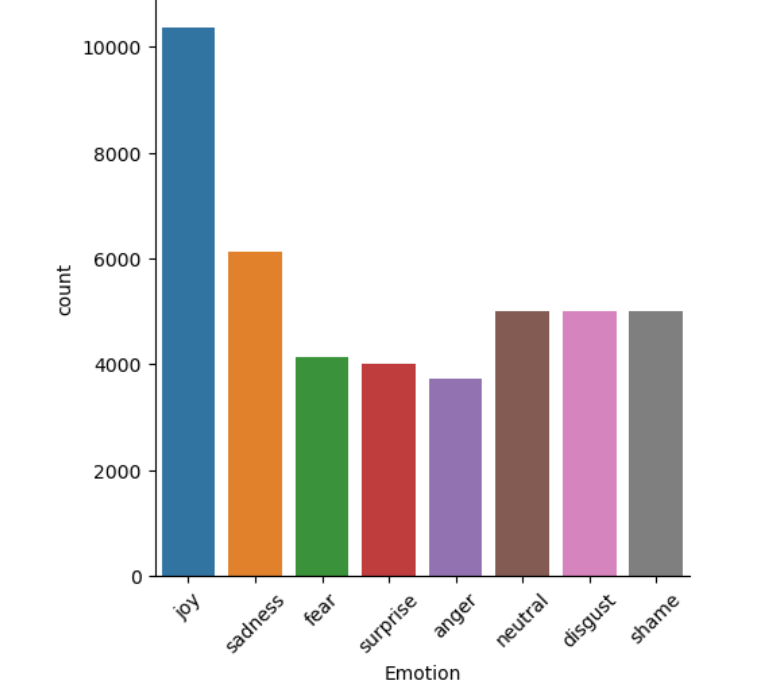 10000
8000
6000
4000
2000
0
count
joy
sadness
fear
surprise
anger
neutral
disgust
shame
Emotion